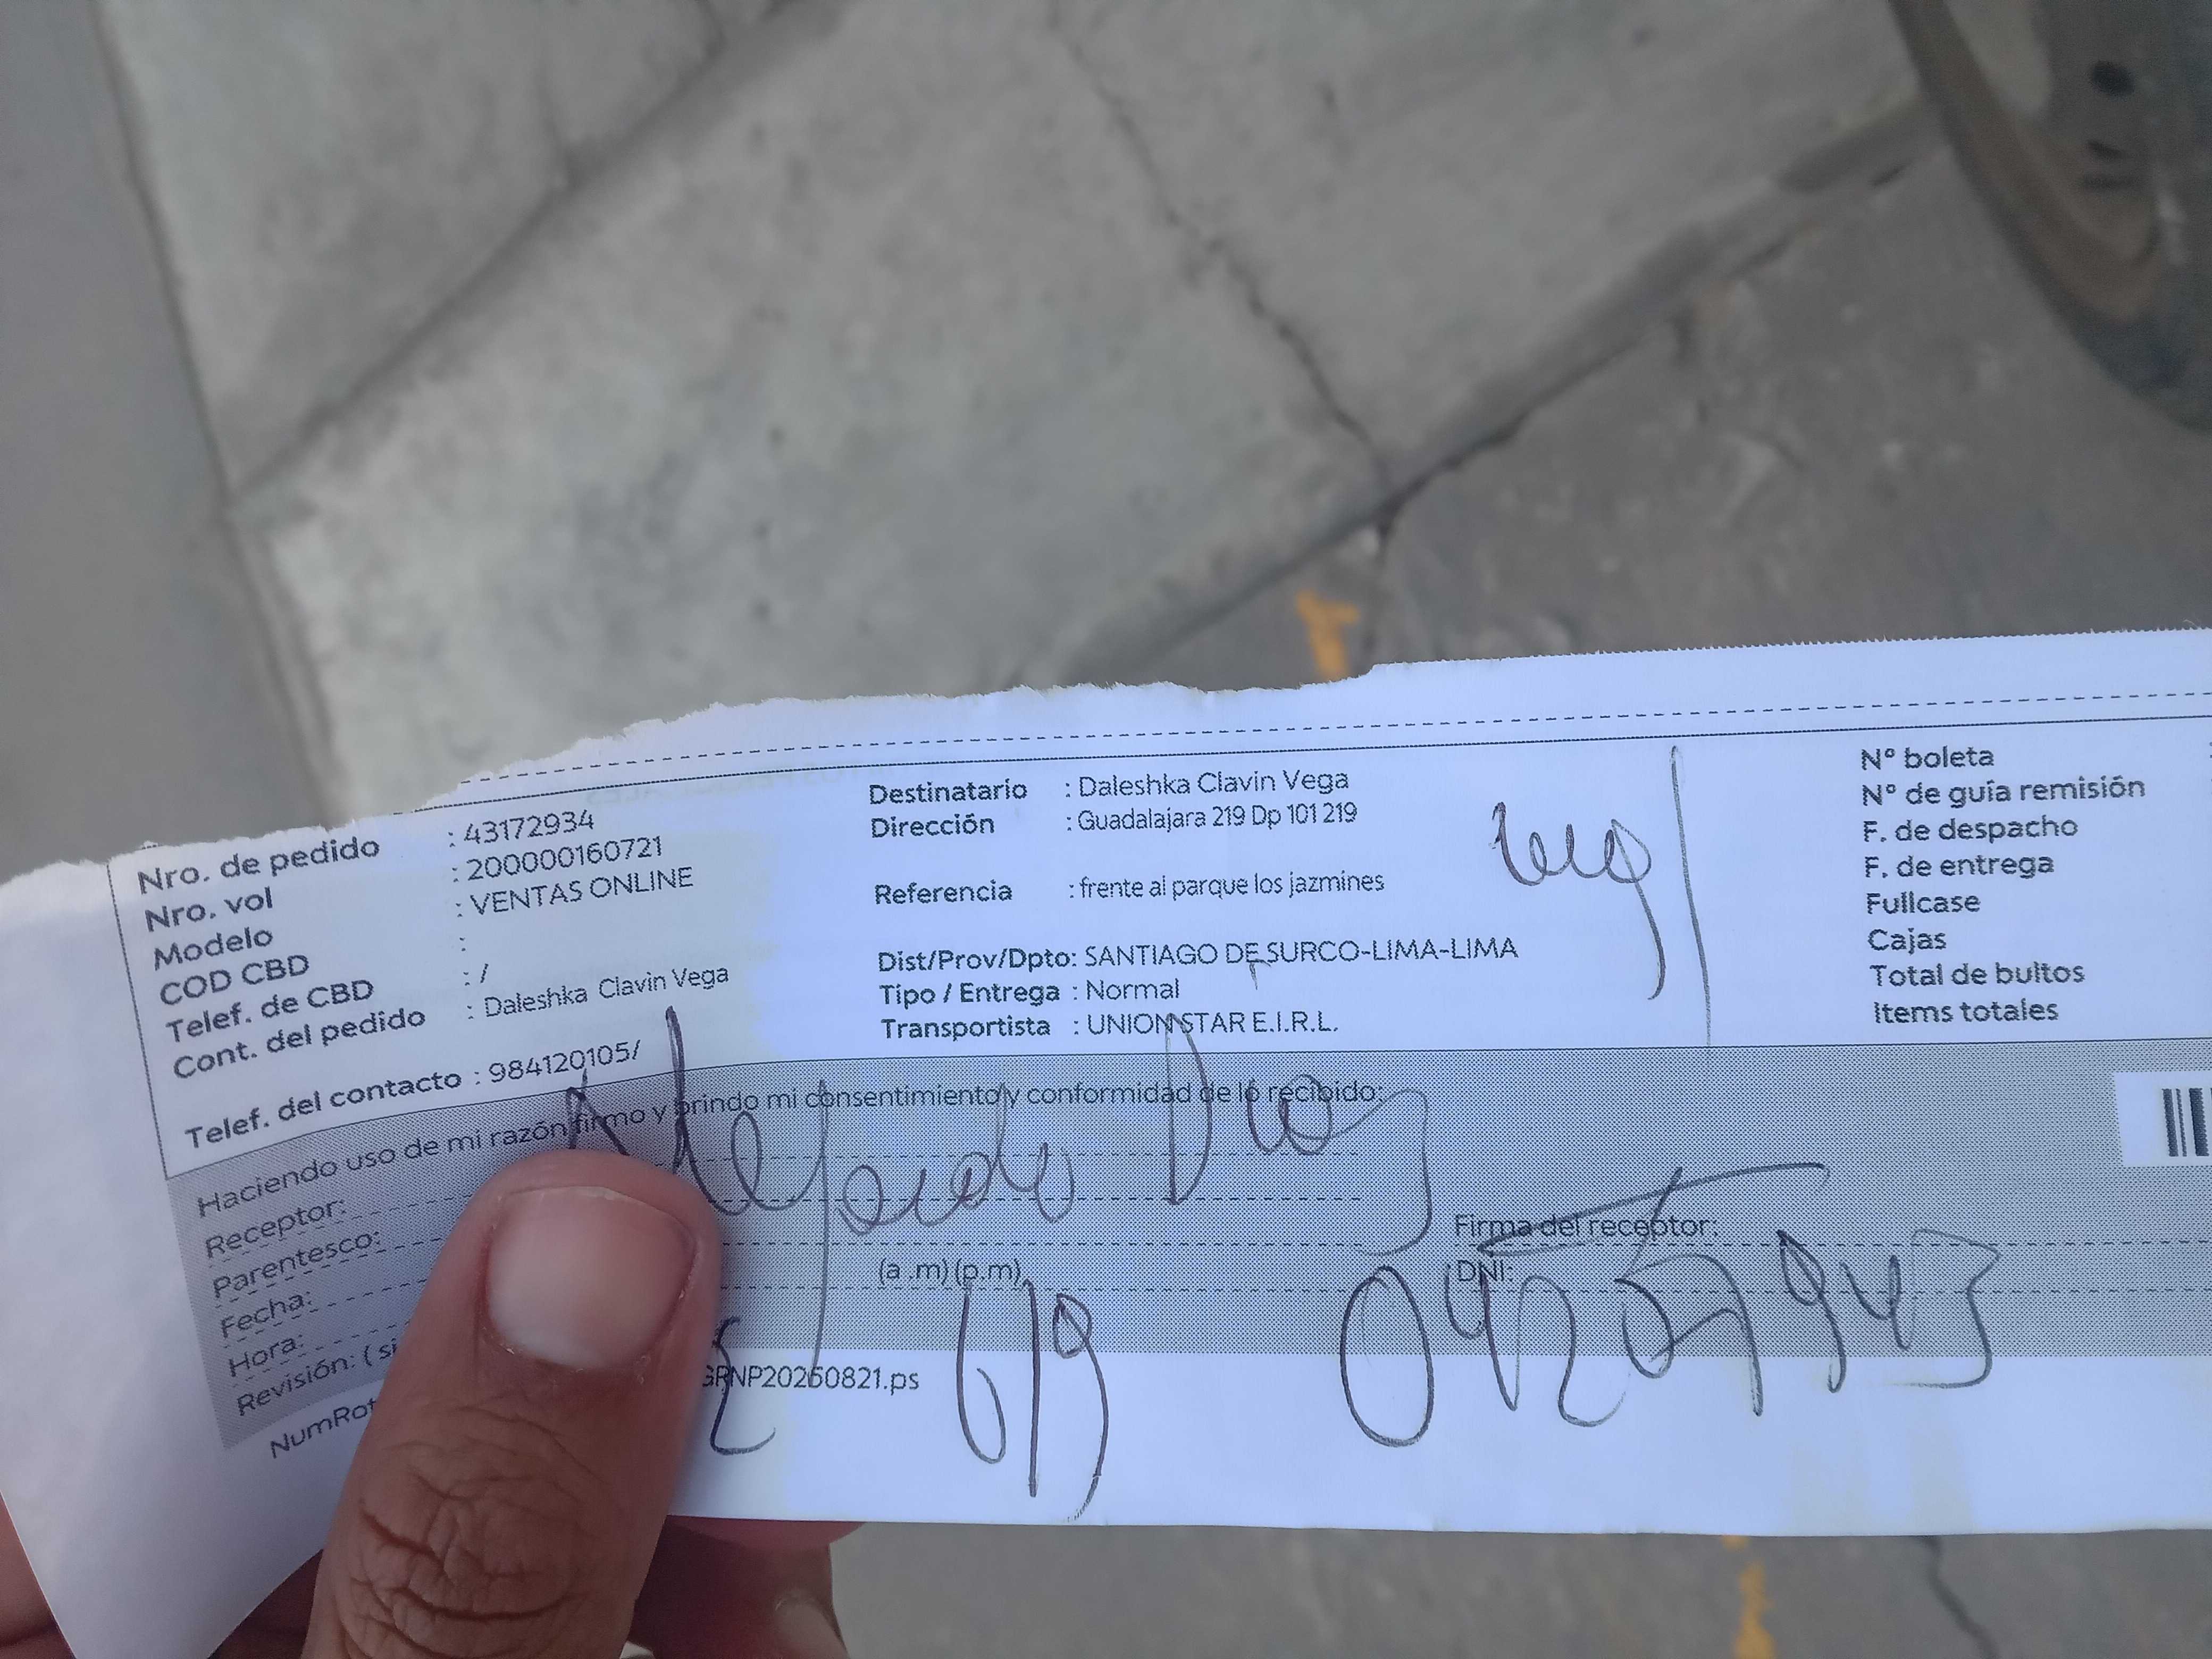 Nro. de pedido : 43172934
Nro. vol : 200000160721
Modelo : VENTAS ONLINE
COD CBD :
Telef. de CBD : /
Cont. del pedido : Daleshka Clavin Vega
Telef. del contacto : 984120105/
Destinatario : Daleshka Clavin Vega
Dirección : Guadalajara 219 Dp 101 219
Referencia : frente al parque los jazmines
Dist/Prov/Dpto: SANTIAGO DE SURCO-LIMA-LIMA
Tipo / Entrega : Normal
Transportista : UNION STAR E.I.R.L.
N° boleta
N° de guía remisión
F. de despacho
F. de entrega
Fullcase
Cajas
Total de bultos
Items totales
Haciendo uso de mi razón firmo y brindo mi consentimiento y conformidad de lo recibido:
Receptor:
Parentesco:
Fecha:
Hora: (a .m) (p.m)
Revisión: ( si
Firma del receptor:
DNI:
GRNP20250821.ps